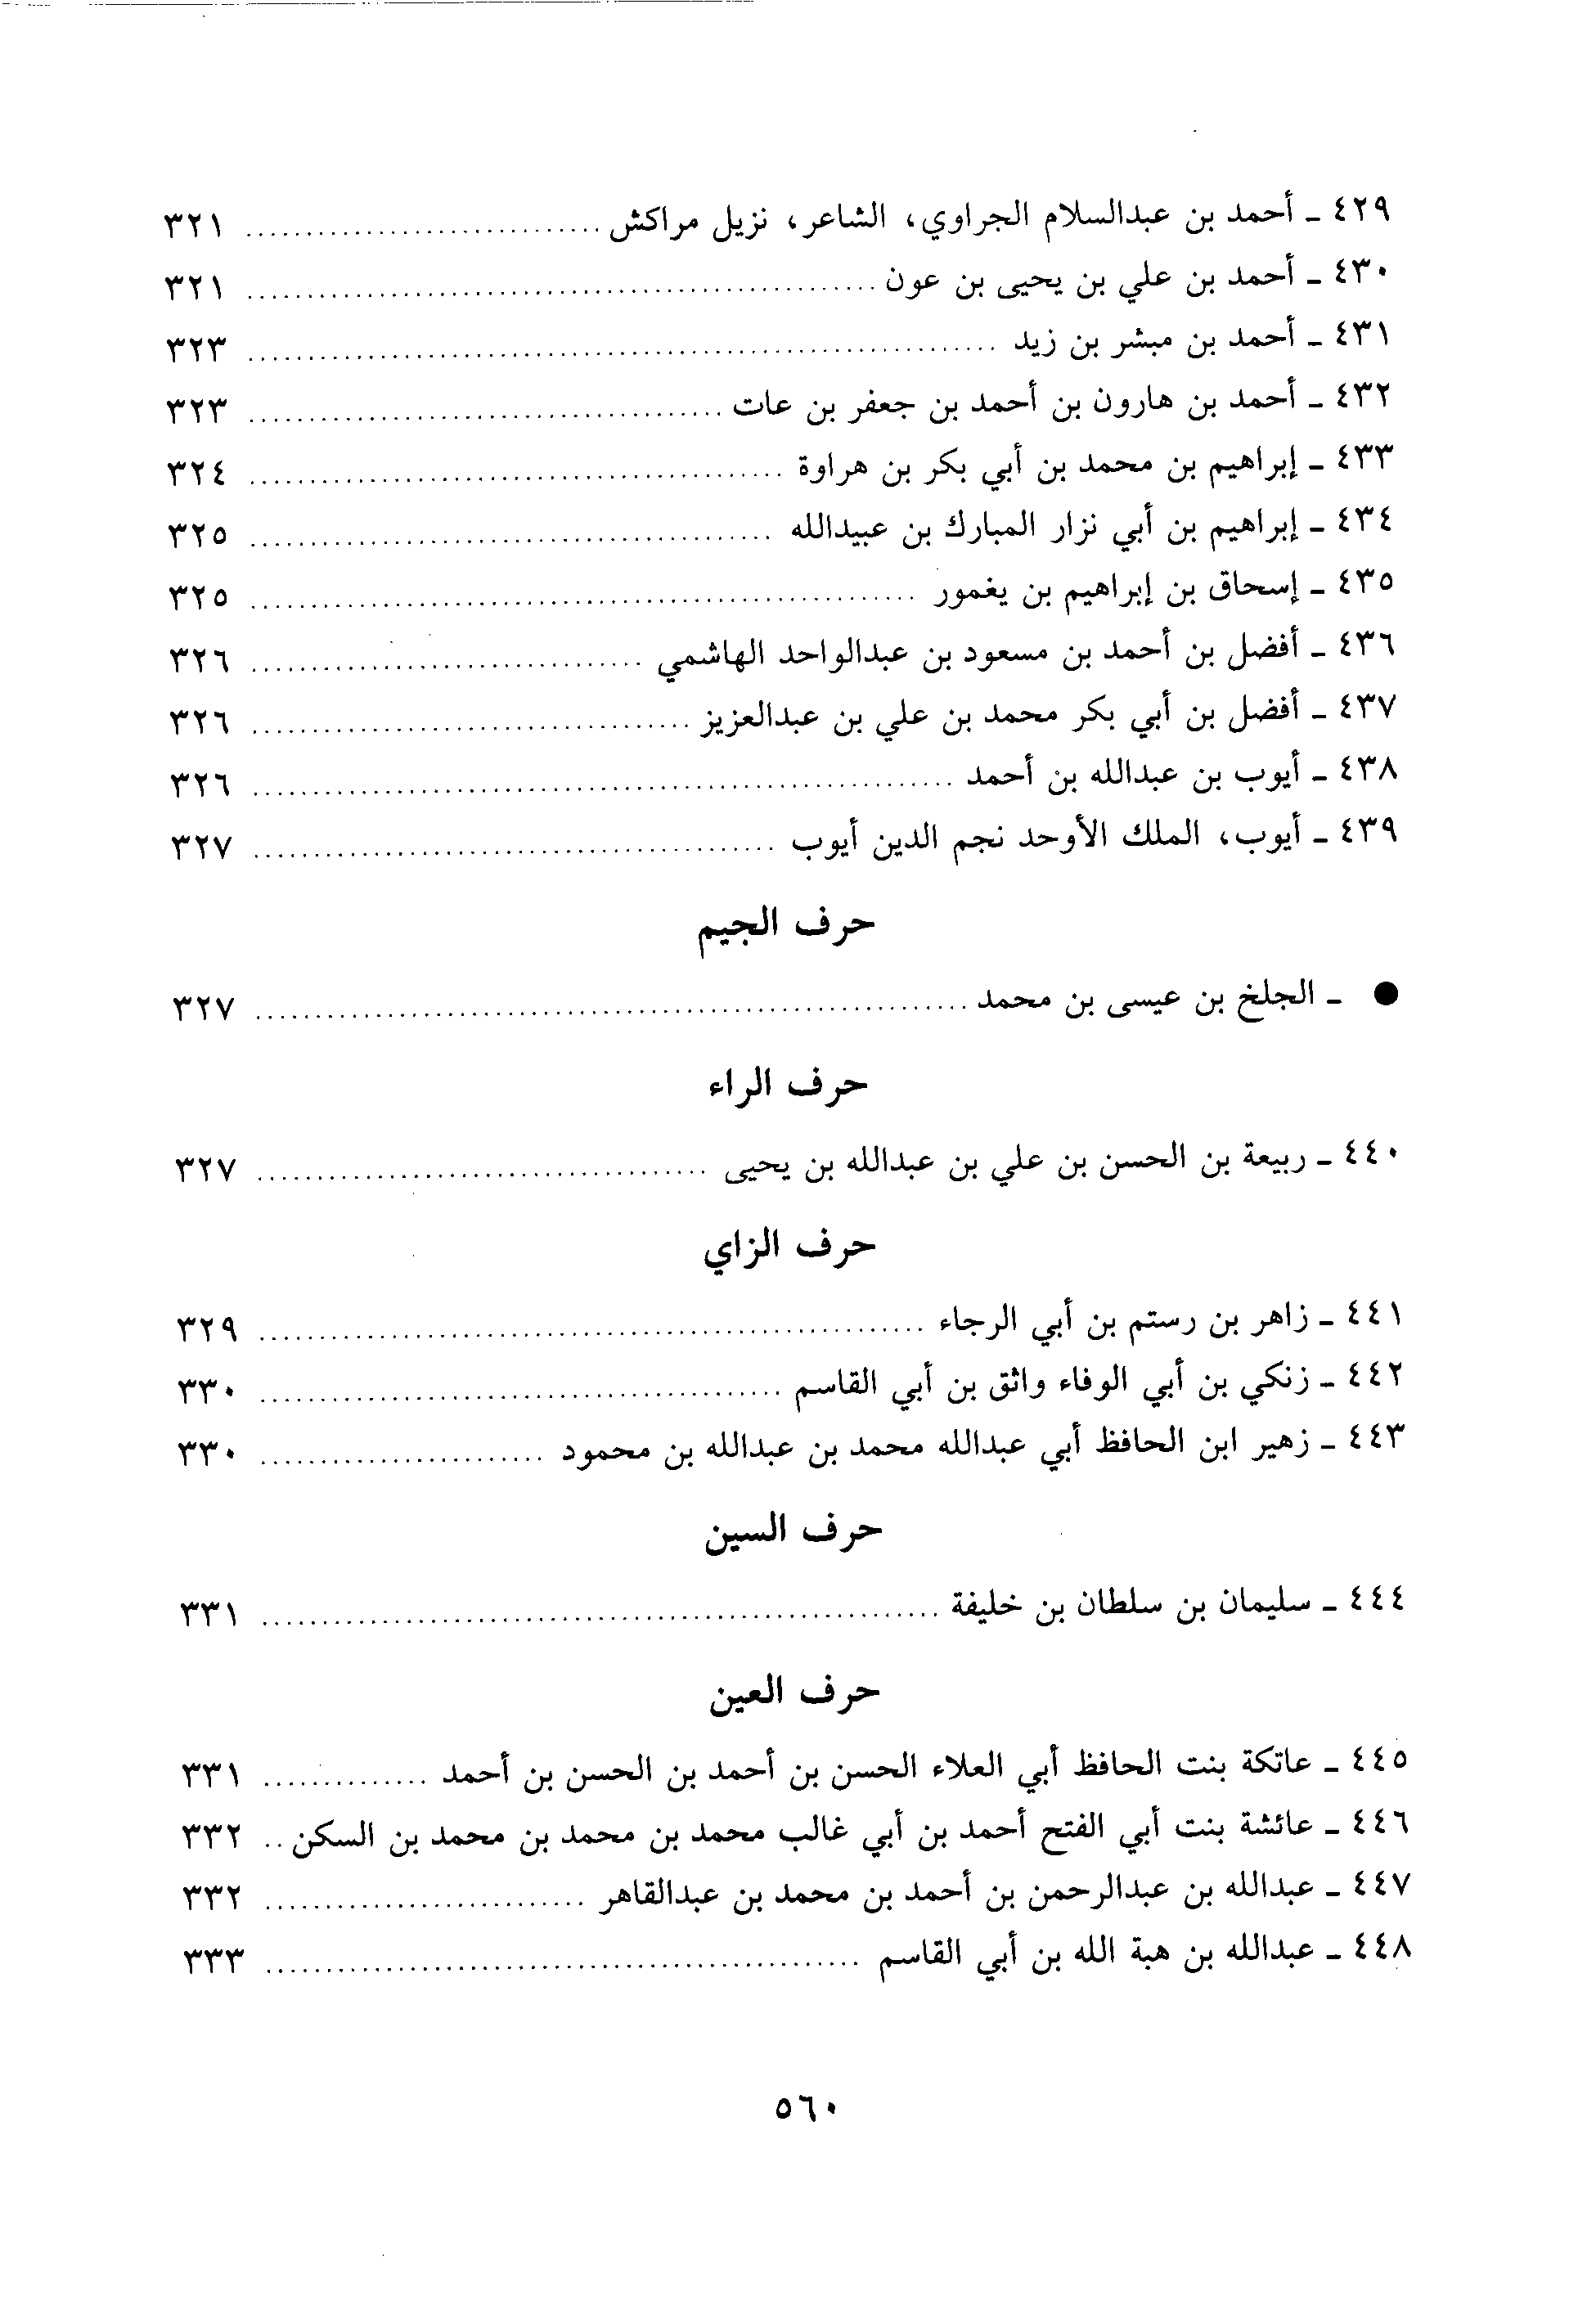 ٤٢٩ ـ أحمد بن عبدالسلام الجراوي، الشاعر، نزيل مراكش .............................. ٣٢١
٤٣٠ ـ أحمد بن علي بن يحيى بن عون .............................. ٣٢١
٤٣١ ـ أحمد بن مبشر بن زيد .............................. ٣٢٣
٤٣٢ ـ أحمد بن هارون بن أحمد بن جعفر بن عات .............................. ٣٢٣
٤٣٣ ـ إبراهيم بن محمد بن أبي بكر بن هراوة .............................. ٣٢٤
٤٣٤ ـ إبراهيم بن أبي نزار المبارك بن عبيدالله .............................. ٣٢٥
٤٣٥ ـ إسحاق بن إبراهيم بن يغمور .............................. ٣٢٥
٤٣٦ ـ أفضل بن أحمد بن مسعود بن عبدالواحد الهاشمي .............................. ٣٢٦
٤٣٧ ـ أفضل بن أبي بكر محمد بن علي بن عبدالعزيز .............................. ٣٢٦
٤٣٨ ـ أيوب بن عبدالله بن أحمد .............................. ٣٢٦
٤٣٩ ـ أيوب، الملك الأوحد نجم الدين أيوب .............................. ٣٢٧
حرف الجيم
● ـ الجلخ بن عيسى بن محمد .............................. ٣٢٧
حرف الراء
٤٤٠ ـ ربيعة بن الحسن بن علي بن عبدالله بن يحيى .............................. ٣٢٧
حرف الزاي
٤٤١ ـ زاهر بن رستم بن أبي الرجاء .............................. ٣٢٩
٤٤٢ ـ زنكي بن أبي الوفاء واثق بن أبي القاسم .............................. ٣٣٠
٤٤٣ ـ زهير ابن الحافظ أبي عبدالله محمد بن عبدالله بن محمود ........................ ٣٣٠
حرف السين
٤٤٤ ـ سليمان بن سلطان بن خليفة .............................. ٣٣١
حرف العين
٤٤٥ ـ عاتكة بنت الحافظ أبي العلاء الحسن بن أحمد بن الحسن بن أحمد .............. ٣٣١
٤٤٦ ـ عائشة بنت أبي الفتح أحمد بن أبي غالب محمد بن محمد بن محمد بن السكن .. ٣٣٢
٤٤٧ ـ عبدالله بن عبدالرحمن بن أحمد بن محمد بن عبدالقاهر ........................... ٣٣٢
٤٤٨ ـ عبدالله بن هبة الله بن أبي القاسم .............................. ٣٣٣
٥٦٠